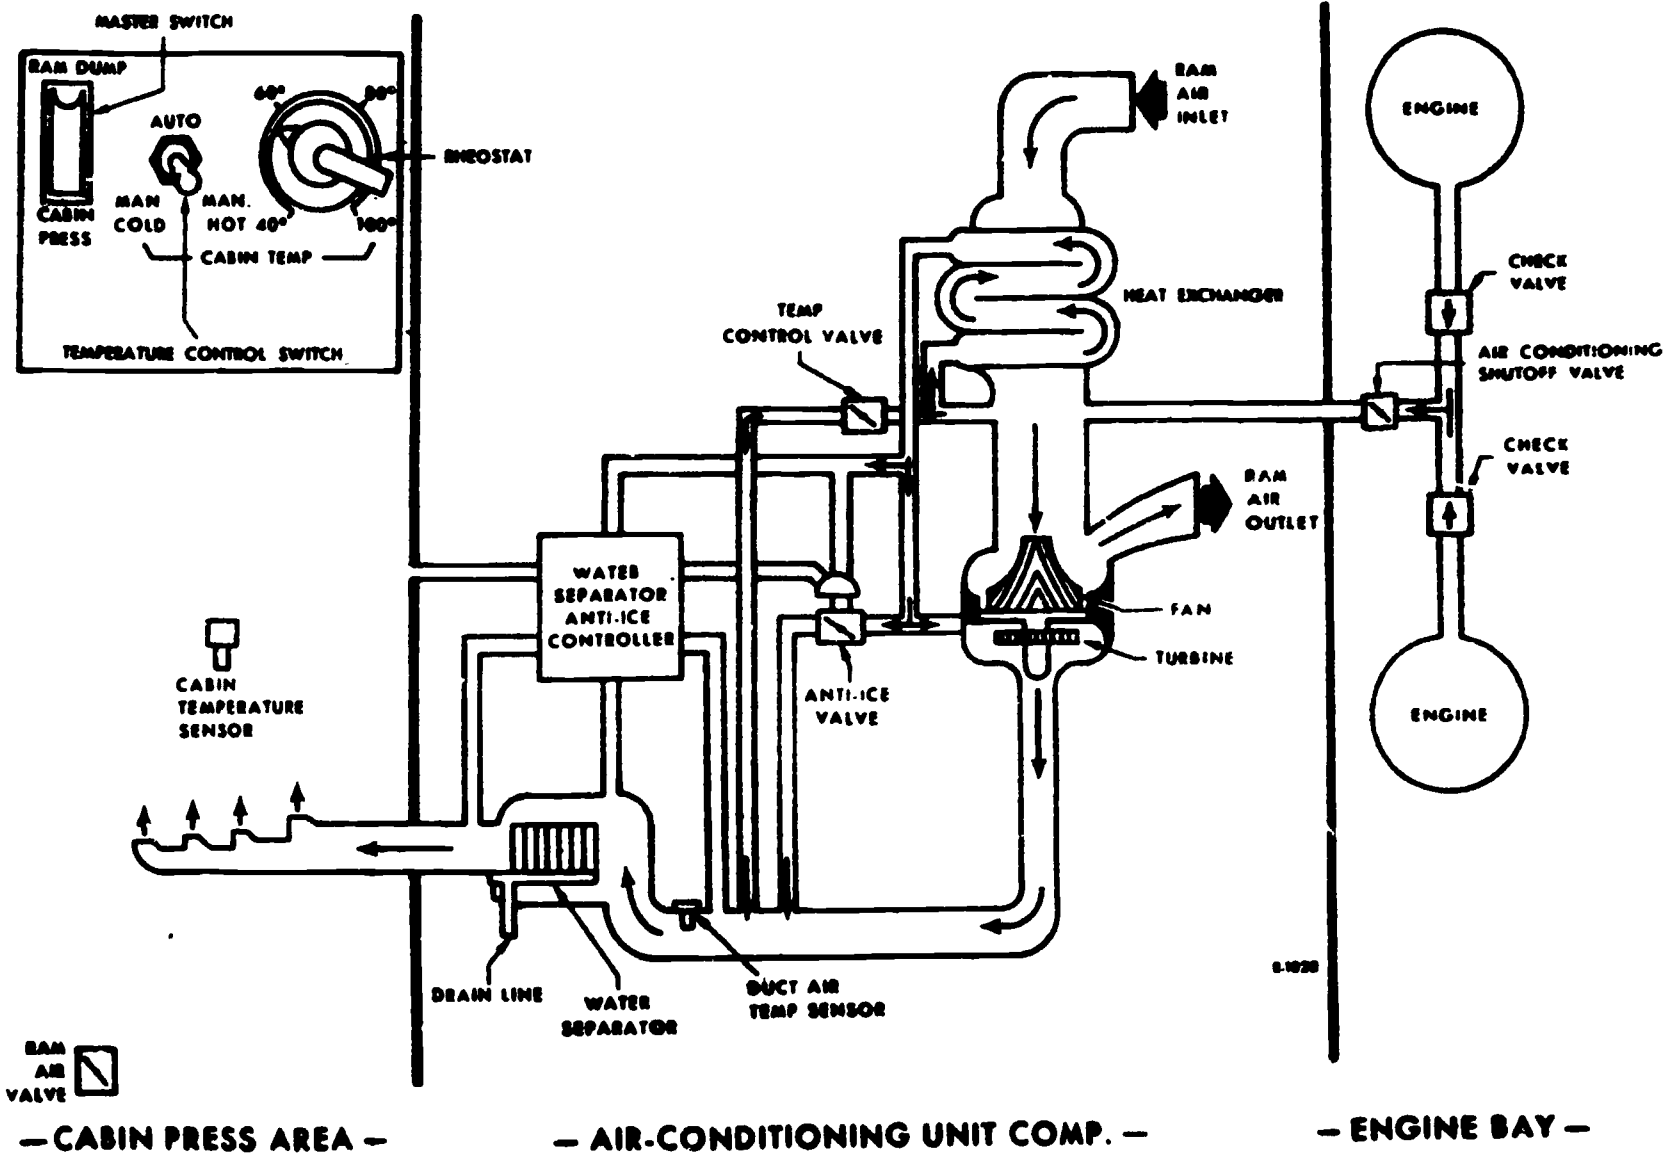 MASTER SWITCH
RAM DUMP
60°
80°
AUTO
RHEOSTAT
MAN
COLD
MAN.
HOT
40°
100°
CABIN
PRESS
CABIN TEMP
TEMPERATURE CONTROL SWITCH
RAM
AIR
INLET
HEAT EXCHANGER
TEMP
CONTROL VALVE
ENGINE
CHECK
VALVE
AIR CONDITIONING
SHUTOFF VALVE
CHECK
VALVE
RAM
AIR
OUTLET
WATER
SEPARATOR
ANTI-ICE
CONTROLLER
FAN
TURBINE
ANTI-ICE
VALVE
ENGINE
CABIN
TEMPERATURE
SENSOR
DRAIN LINE
WATER
SEPARATOR
DUCT AIR
TEMP SENSOR
RAM
AIR
VALVE
— CABIN PRESS AREA —
— AIR-CONDITIONING UNIT COMP. —
— ENGINE BAY —